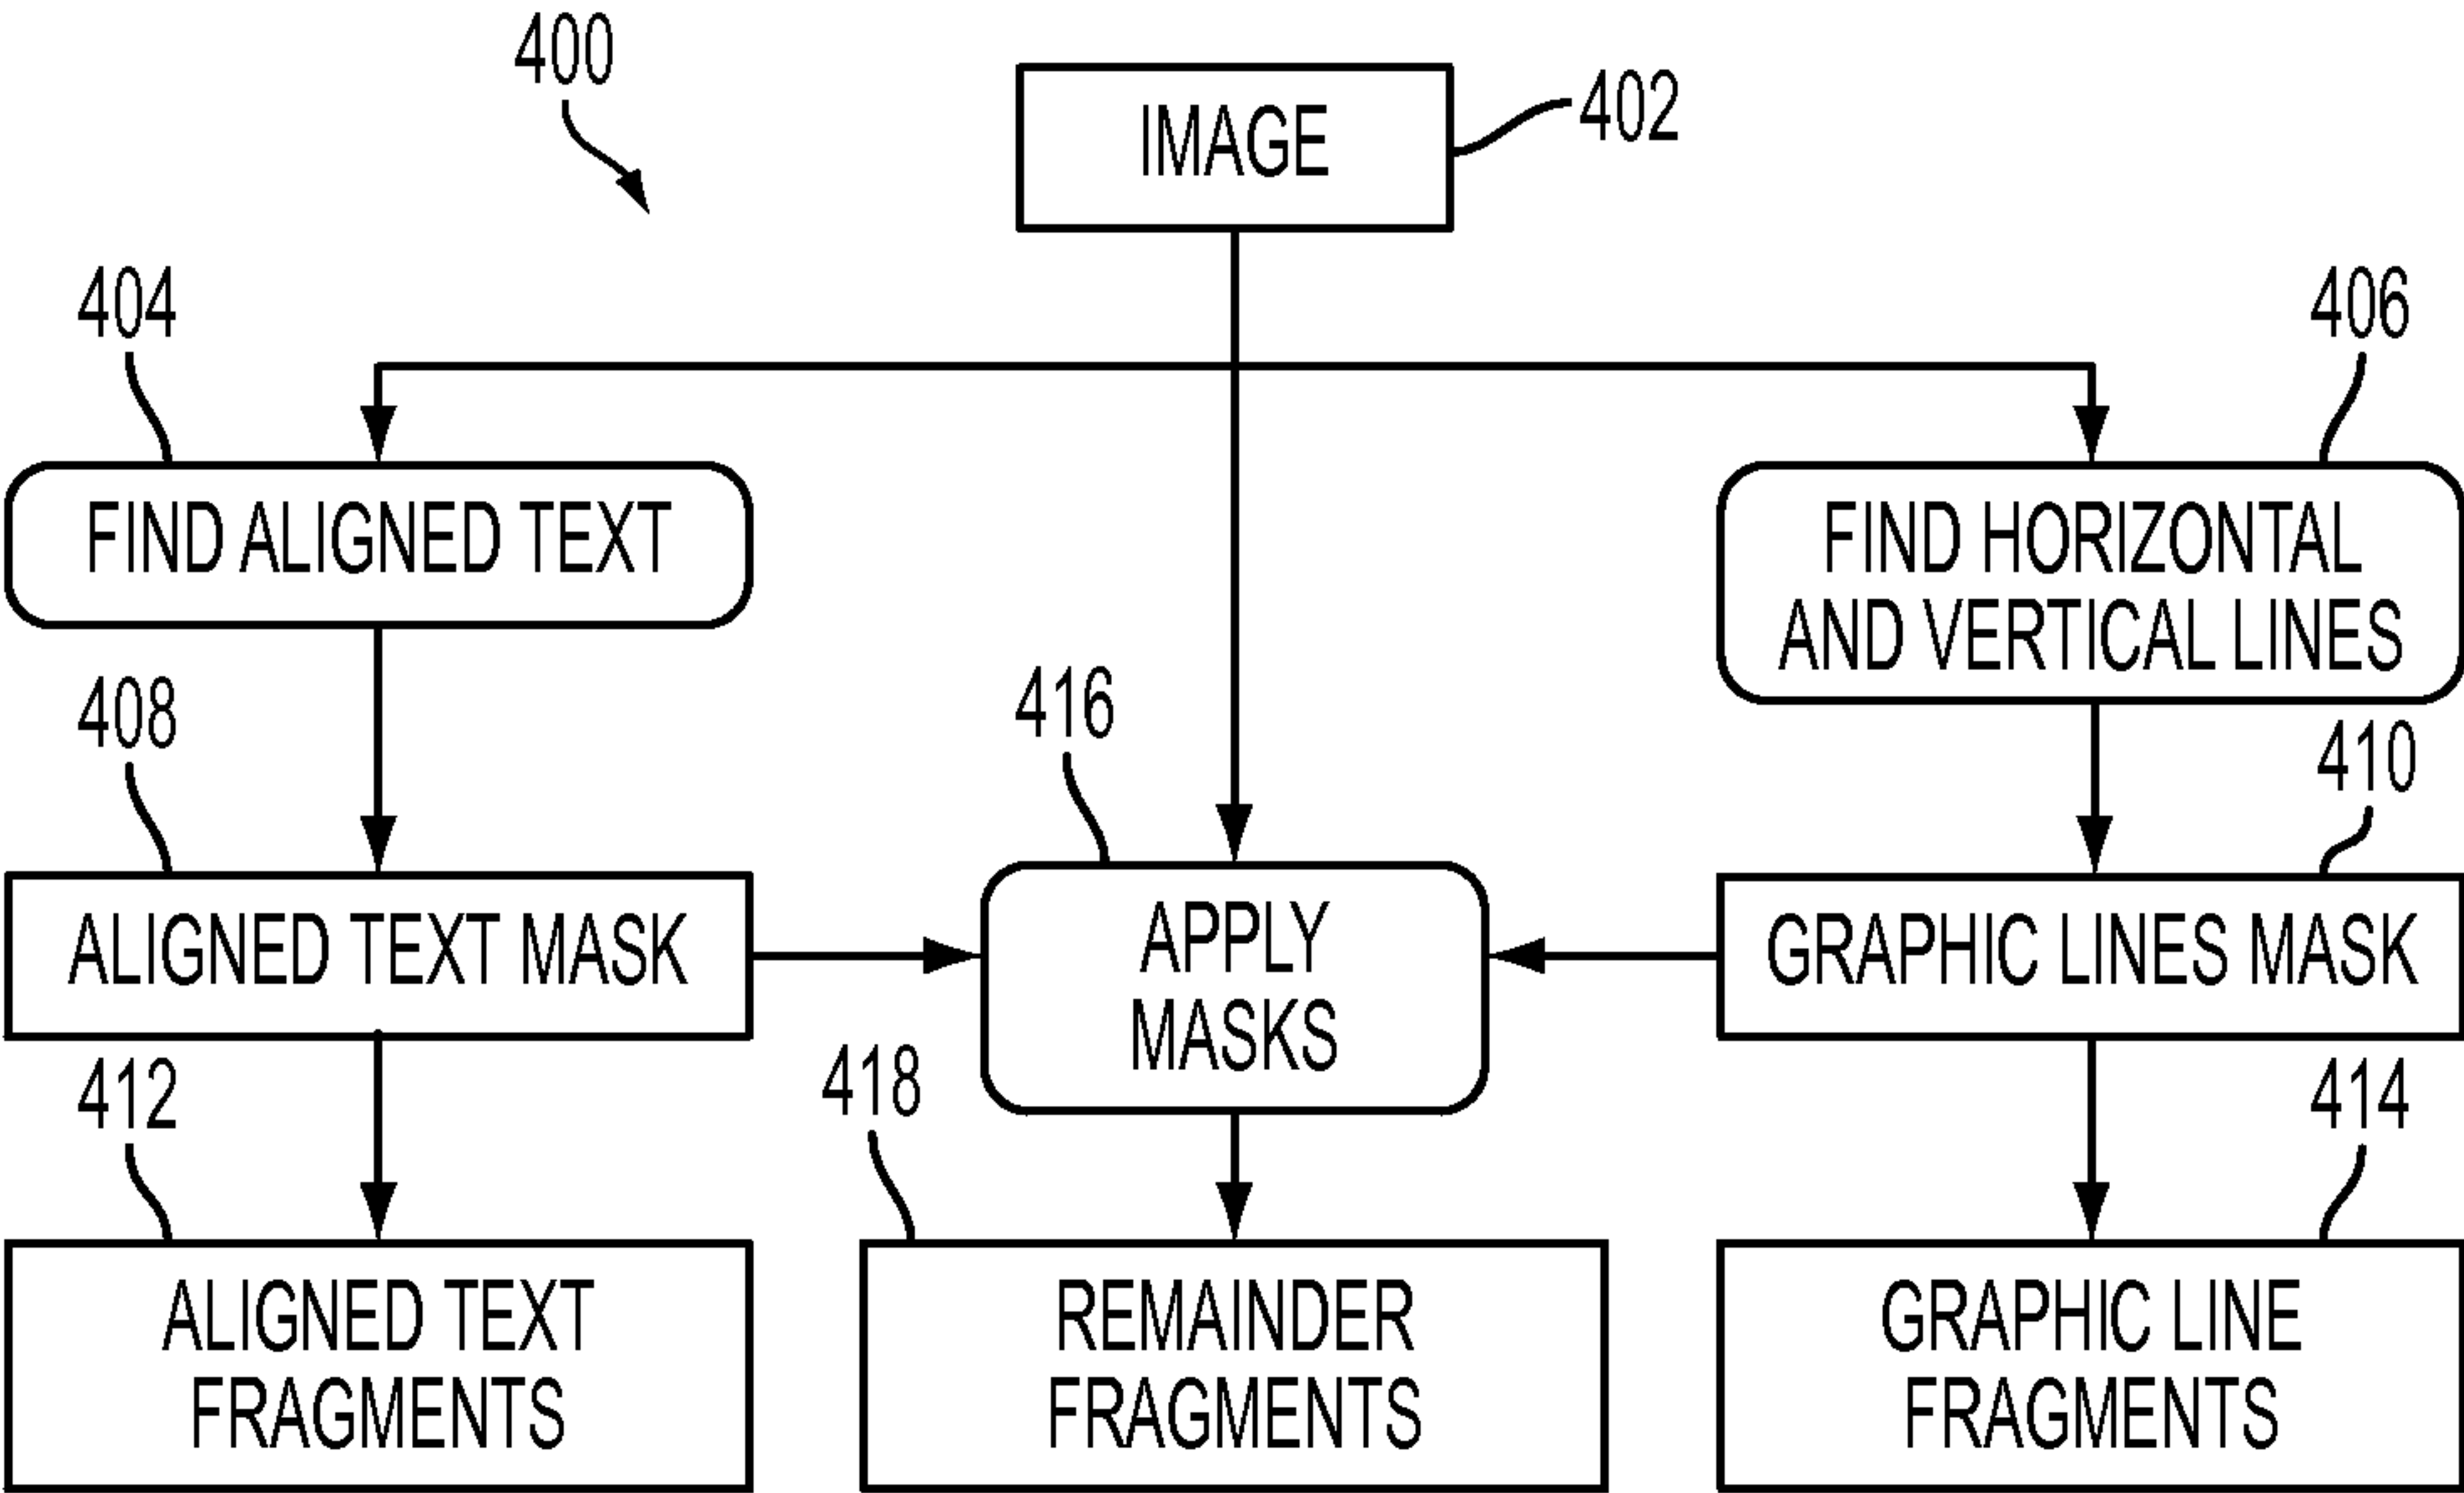 400
IMAGE
402
404
406
FIND ALIGNED TEXT
FIND HORIZONTAL
AND VERTICAL LINES
408
416
410
ALIGNED TEXT MASK
APPLY
MASKS
GRAPHIC LINES MASK
412
418
414
ALIGNED TEXT
FRAGMENTS
REMAINDER
FRAGMENTS
GRAPHIC LINE
FRAGMENTS